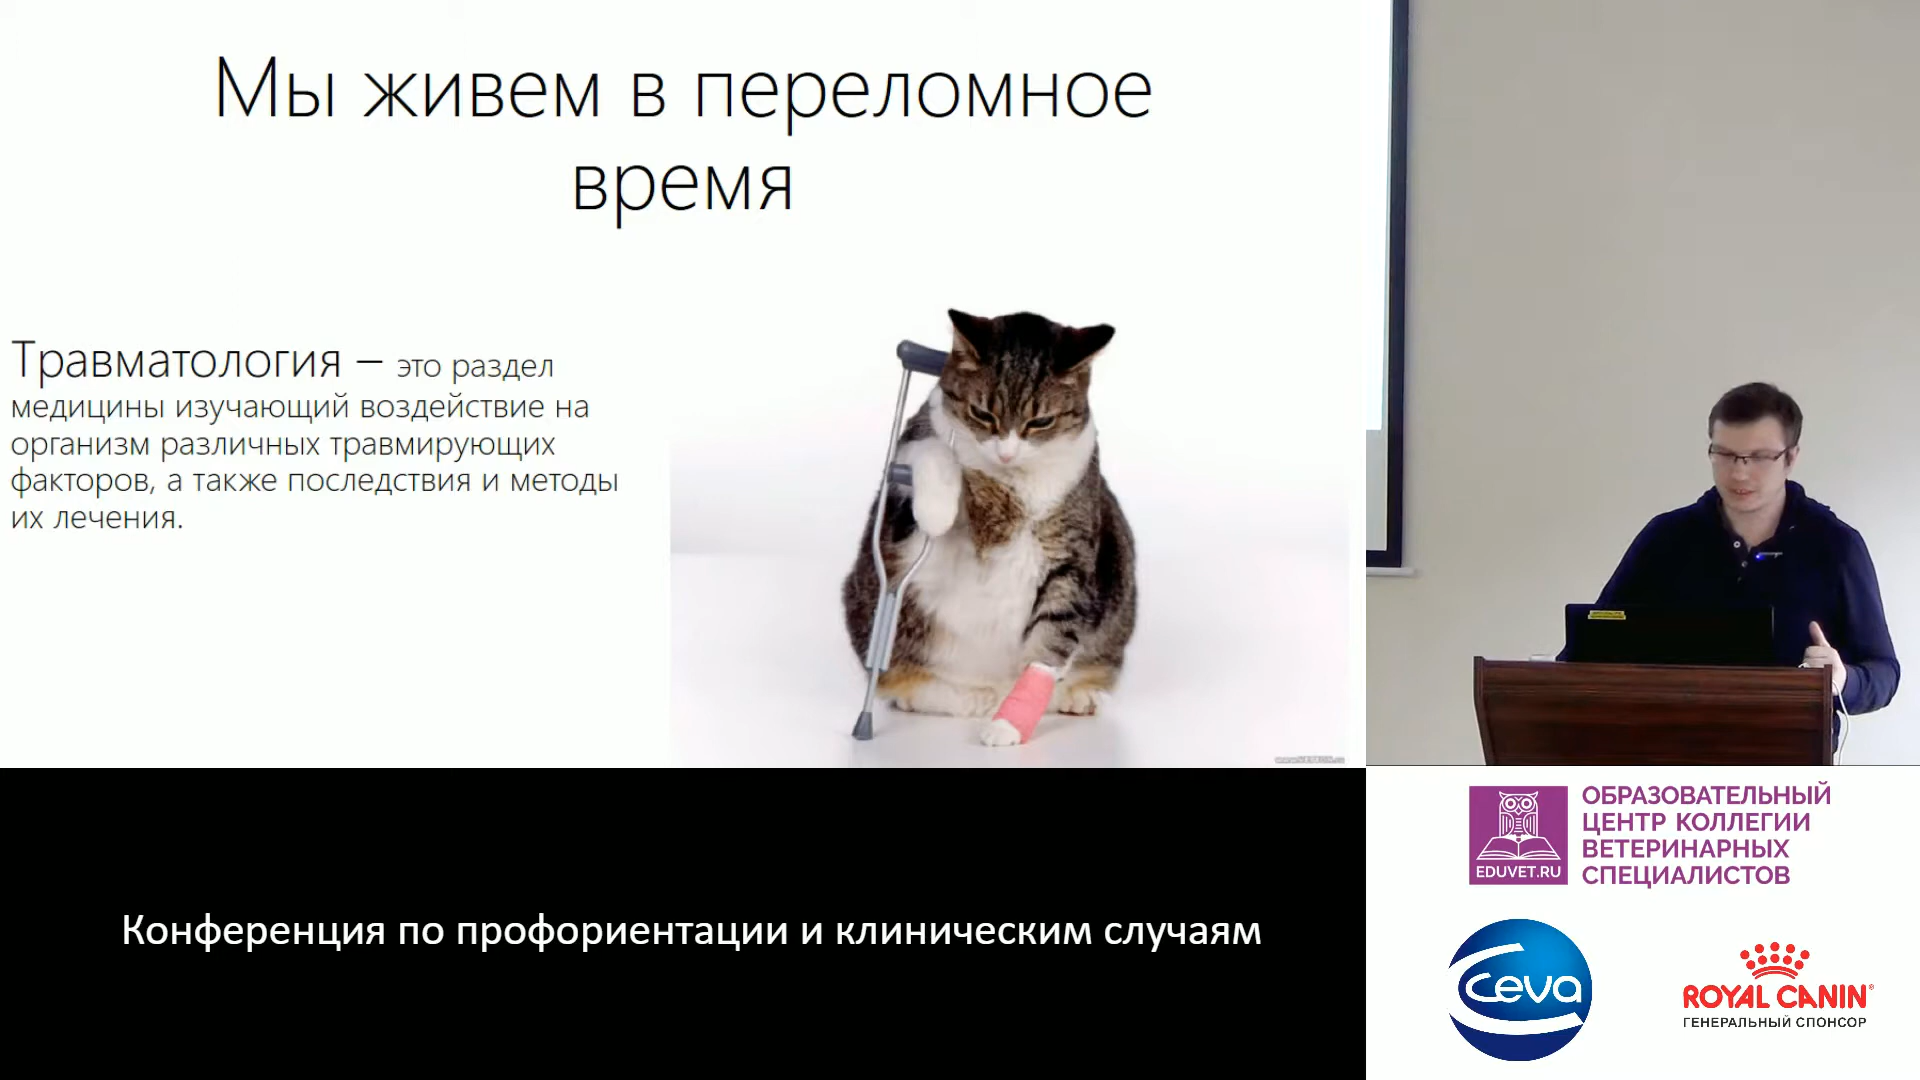 Мы живем в переломное
время
Травматология – это раздел
медицины изучающий воздействие на
организм различных травмирующих
факторов, а также последствия и методы
их лечения.
Конференция по профориентации и клиническим случаям
EDUVET.RU
ОБРАЗОВАТЕЛЬНЫЙ
ЦЕНТР КОЛЛЕГИИ
ВЕТЕРИНАРНЫХ
СПЕЦИАЛИСТОВ
Ceva
ROYAL CANIN®
ГЕНЕРАЛЬНЫЙ СПОНСОР